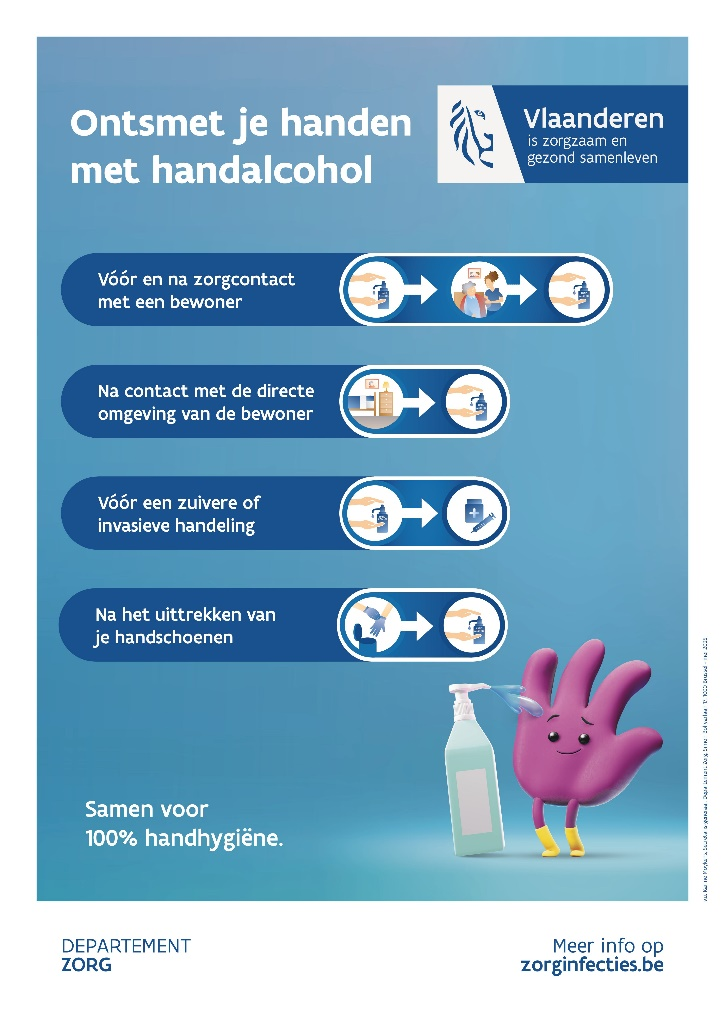 Ontsmet je handen
met handalcohol
Vlaanderen
is zorgzaam en
gezond samenleven
Vóór en na zorgcontact
met een bewoner
Na contact met de directe
omgeving van de bewoner
Vóór een zuivere of
invasieve handeling
Na het uittrekken van
je handschoenen
Samen voor
100% handhygiëne.
DEPARTEMENT
ZORG
Meer info op
zorginfecties.be